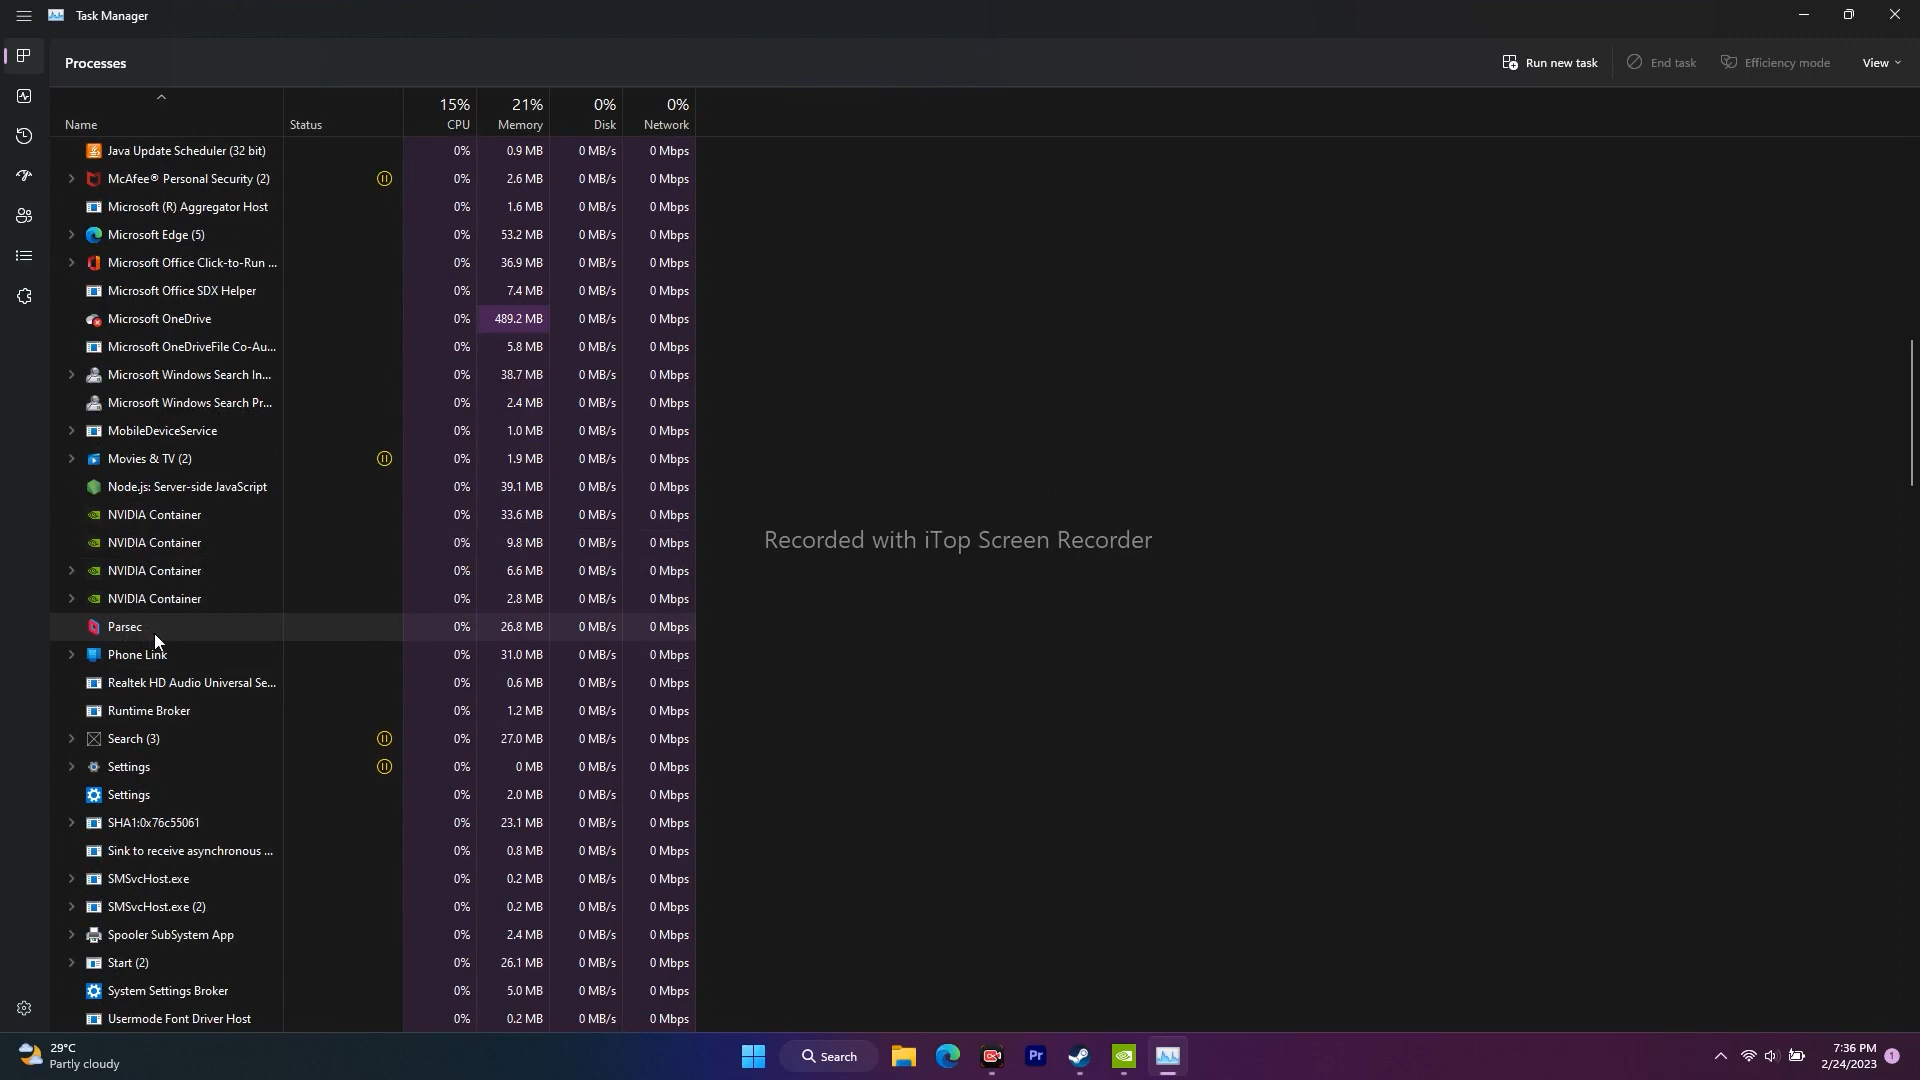 Task Manager
Processes
Run new task
End task
Efficiency mode
View
15% 21% 0% 0%
Name Status CPU Memory Disk Network
Java Update Scheduler (32 bit) 0% 0.9 MB 0 MB/s 0 Mbps
McAfee® Personal Security (2) 0% 2.6 MB 0 MB/s 0 Mbps
Microsoft (R) Aggregator Host 0% 1.6 MB 0 MB/s 0 Mbps
Microsoft Edge (5) 0% 53.2 MB 0 MB/s 0 Mbps
Microsoft Office Click-to-Run ... 0% 36.9 MB 0 MB/s 0 Mbps
Microsoft Office SDX Helper 0% 7.4 MB 0 MB/s 0 Mbps
Microsoft OneDrive 0% 489.2 MB 0 MB/s 0 Mbps
Microsoft OneDriveFile Co-Au... 0% 5.8 MB 0 MB/s 0 Mbps
Microsoft Windows Search In... 0% 38.7 MB 0 MB/s 0 Mbps
Microsoft Windows Search Pr... 0% 2.4 MB 0 MB/s 0 Mbps
MobileDeviceService 0% 1.0 MB 0 MB/s 0 Mbps
Movies & TV (2) 0% 1.9 MB 0 MB/s 0 Mbps
Node.js: Server-side JavaScript 0% 39.1 MB 0 MB/s 0 Mbps
NVIDIA Container 0% 33.6 MB 0 MB/s 0 Mbps
NVIDIA Container 0% 9.8 MB 0 MB/s 0 Mbps
Recorded with iTop Screen Recorder
NVIDIA Container 0% 6.6 MB 0 MB/s 0 Mbps
NVIDIA Container 0% 2.8 MB 0 MB/s 0 Mbps
Parsec 0% 26.8 MB 0 MB/s 0 Mbps
Phone Link 0% 31.0 MB 0 MB/s 0 Mbps
Realtek HD Audio Universal Se... 0% 0.6 MB 0 MB/s 0 Mbps
Runtime Broker 0% 1.2 MB 0 MB/s 0 Mbps
Search (3) 0% 27.0 MB 0 MB/s 0 Mbps
Settings 0% 0 MB 0 MB/s 0 Mbps
Settings 0% 2.0 MB 0 MB/s 0 Mbps
SHA1:0x76c55061 0% 23.1 MB 0 MB/s 0 Mbps
Sink to receive asynchronous ... 0% 0.8 MB 0 MB/s 0 Mbps
SMSvcHost.exe 0% 0.2 MB 0 MB/s 0 Mbps
SMSvcHost.exe (2) 0% 0.2 MB 0 MB/s 0 Mbps
Spooler SubSystem App 0% 2.4 MB 0 MB/s 0 Mbps
Start (2) 0% 26.1 MB 0 MB/s 0 Mbps
System Settings Broker 0% 5.0 MB 0 MB/s 0 Mbps
Usermode Font Driver Host 0% 0.2 MB 0 MB/s 0 Mbps
29°C
Partly cloudy
Search
Pr
7:36 PM
2/24/2023
1